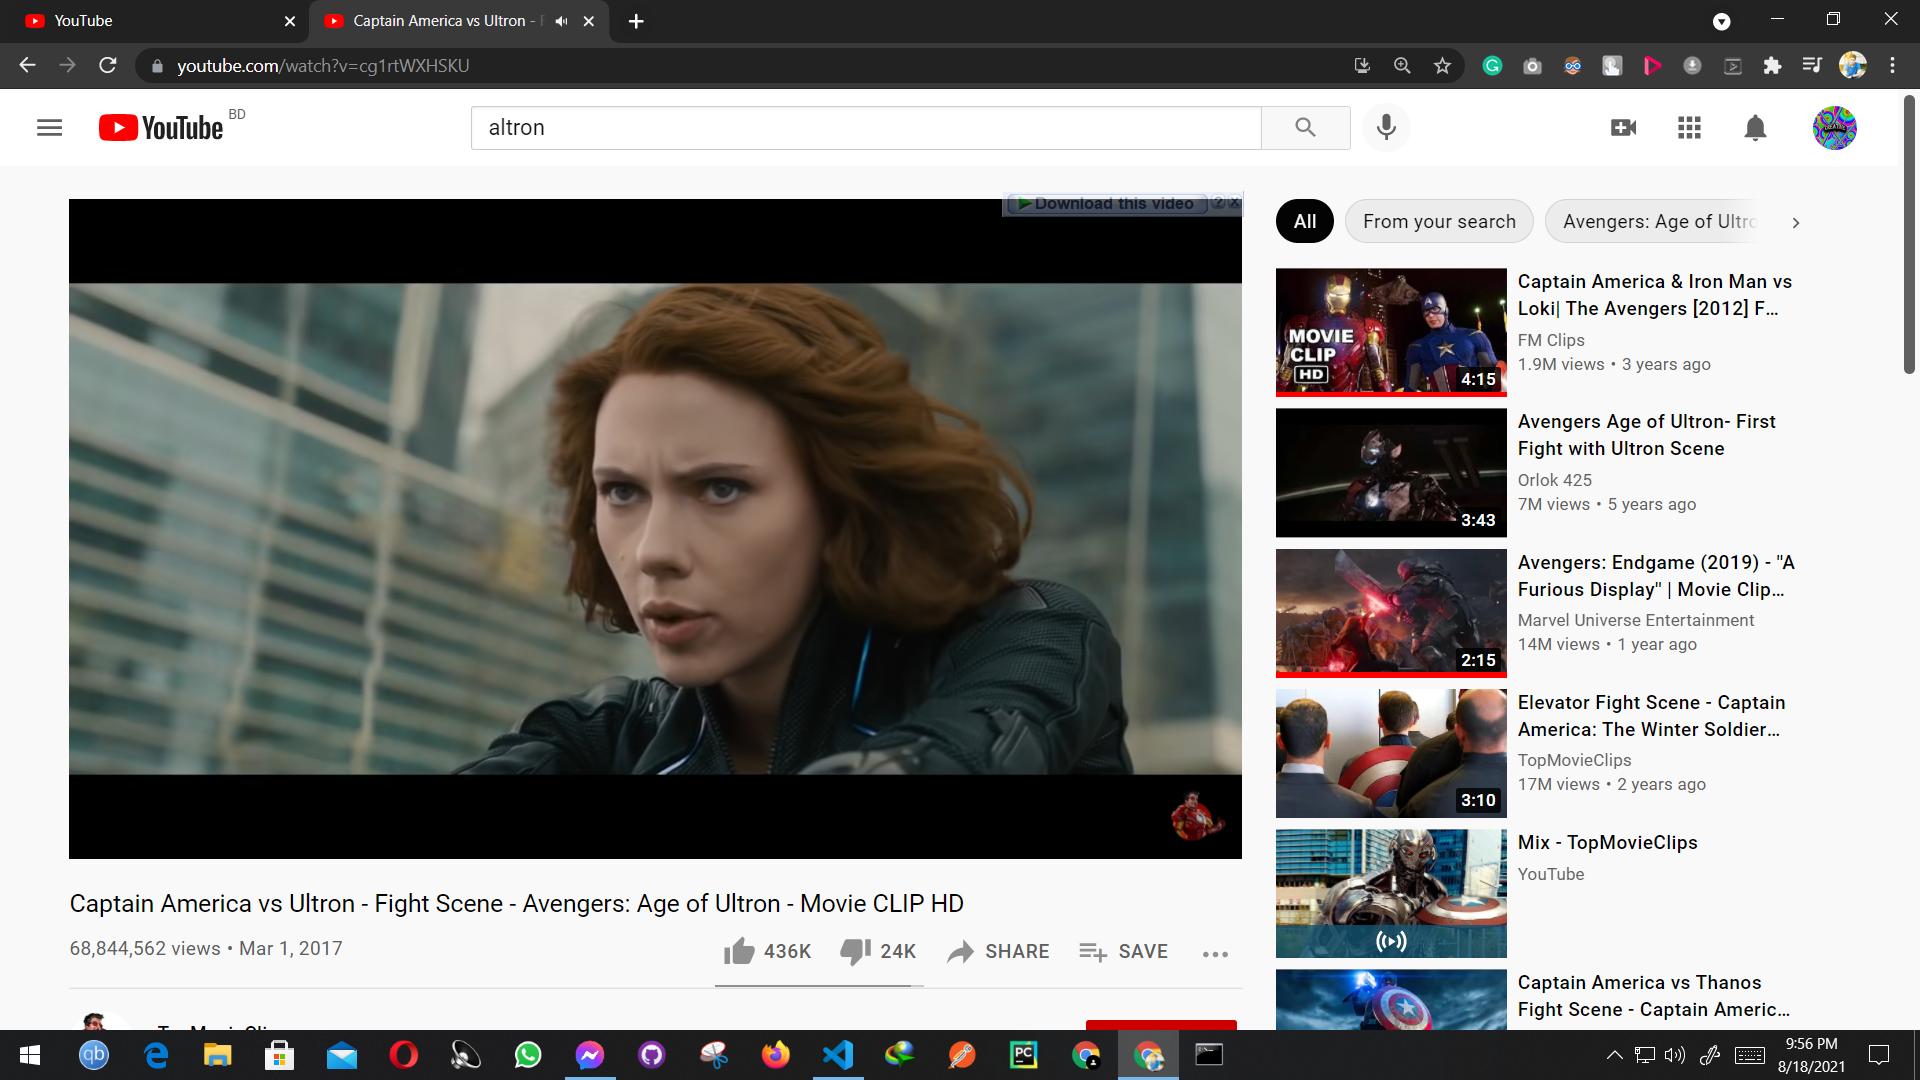 YouTube
Captain America vs Ultron -
youtube.com/watch?v=cg1rtWXHSKU
YouTube BD
altron
Download this video
All
From your search
Avengers: Age of Ultro
MOVIE
CLIP
HD
4:15
Captain America & Iron Man vs
Loki| The Avengers [2012] F...
FM Clips
1.9M views • 3 years ago
3:43
Avengers Age of Ultron- First
Fight with Ultron Scene
Orlok 425
7M views • 5 years ago
2:15
Avengers: Endgame (2019) - "A
Furious Display" | Movie Clip...
Marvel Universe Entertainment
14M views • 1 year ago
3:10
Elevator Fight Scene - Captain
America: The Winter Soldier...
TopMovieClips
17M views • 2 years ago
Mix - TopMovieClips
YouTube
Captain America vs Thanos
Fight Scene - Captain Americ...
Captain America vs Ultron - Fight Scene - Avengers: Age of Ultron - Movie CLIP HD
68,844,562 views • Mar 1, 2017
436K
24K
SHARE
SAVE
qb
PC
9:56 PM
8/18/2021